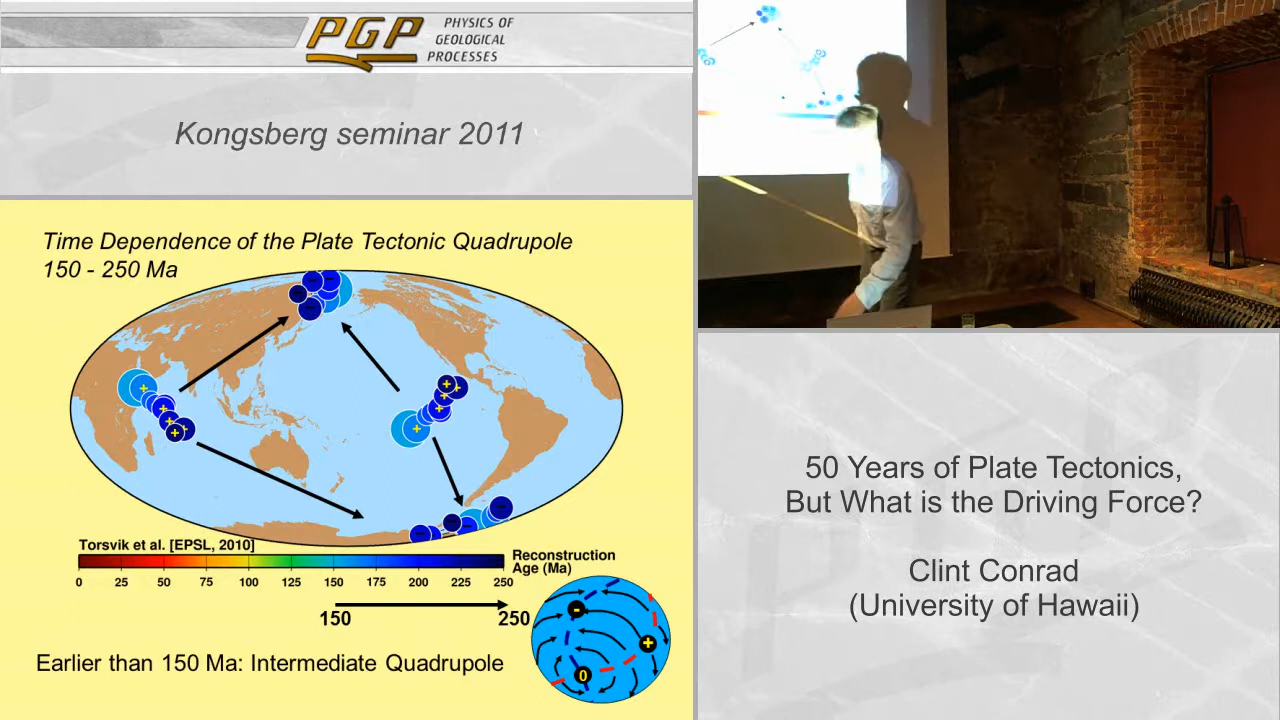 PGP
PHYSICS OF
GEOLOGICAL
PROCESSES
Kongsberg seminar 2011
Time Dependence of the Plate Tectonic Quadrupole
150 - 250 Ma
Torsvik et al. [EPSL, 2010]
Reconstruction
Age (Ma)
0 25 50 75 100 125 150 175 200 225 250
150 250
Earlier than 150 Ma: Intermediate Quadrupole
-
+
0
50 Years of Plate Tectonics,
But What is the Driving Force?
Clint Conrad
(University of Hawaii)